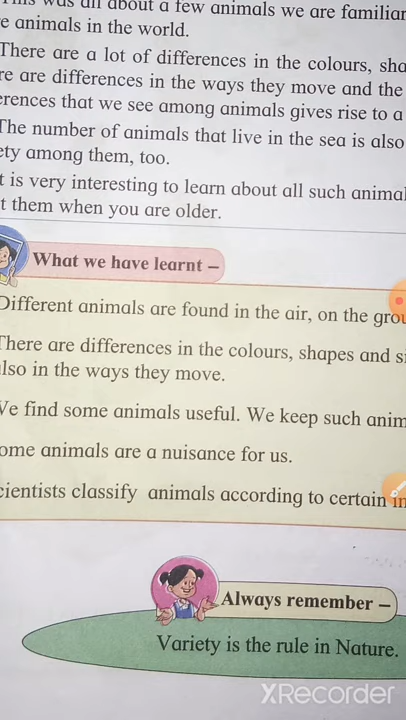 This was all about a few animals we are familiar
e animals in the world.
There are a lot of differences in the colours, sha
re are differences in the ways they move and the
erences that we see among animals gives rise to a
The number of animals that live in the sea is also
ety among them, too.
t is very interesting to learn about all such animal
t them when you are older.
What we have learnt –
Different animals are found in the air, on the grou
There are differences in the colours, shapes and si
also in the ways they move.
We find some animals useful. We keep such anim
ome animals are a nuisance for us.
cientists classify animals according to certain in
Always remember –
Variety is the rule in Nature.
XRecorder